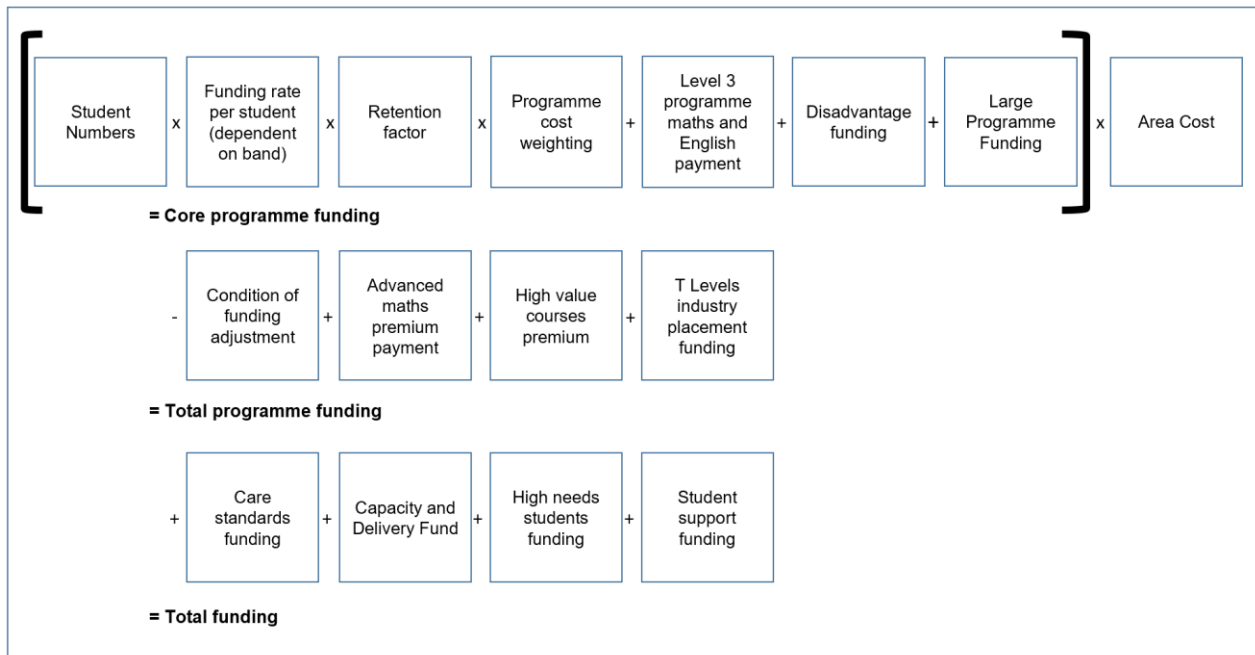 Student
Numbers
x
Funding rate
per student
(dependent
on band)
x
Retention
factor
x
Programme
cost
weighting
+
Level 3
programme
maths and
English
payment
+
Disadvantage
funding
+
Large
Programme
Funding
x
Area Cost
= Core programme funding
-
Condition of
funding
adjustment
+
Advanced
maths
premium
payment
+
High value
courses
premium
+
T Levels
industry
placement
funding
= Total programme funding
+
Care
standards
funding
+
Capacity and
Delivery Fund
+
High needs
students
funding
+
Student
support
funding
= Total funding